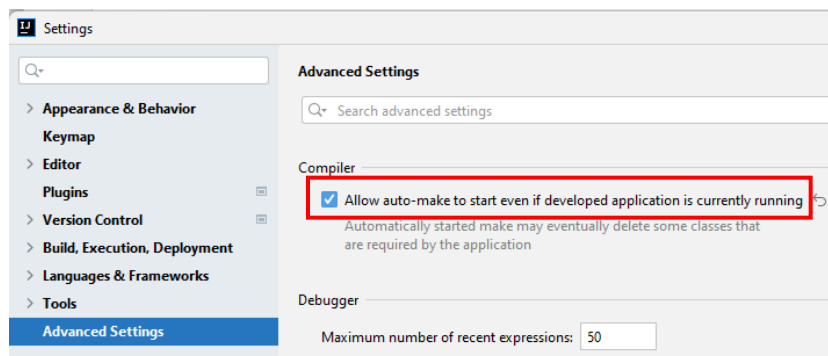 IJ
Settings
Appearance & Behavior
Keymap
Editor
Plugins
Version Control
Build, Execution, Deployment
Languages & Frameworks
Tools
Advanced Settings
Advanced Settings
Search advanced settings
Compiler
Allow auto-make to start even if developed application is currently running
Automatically started make may eventually delete some classes that
are required by the application
Debugger
Maximum number of recent expressions: 50